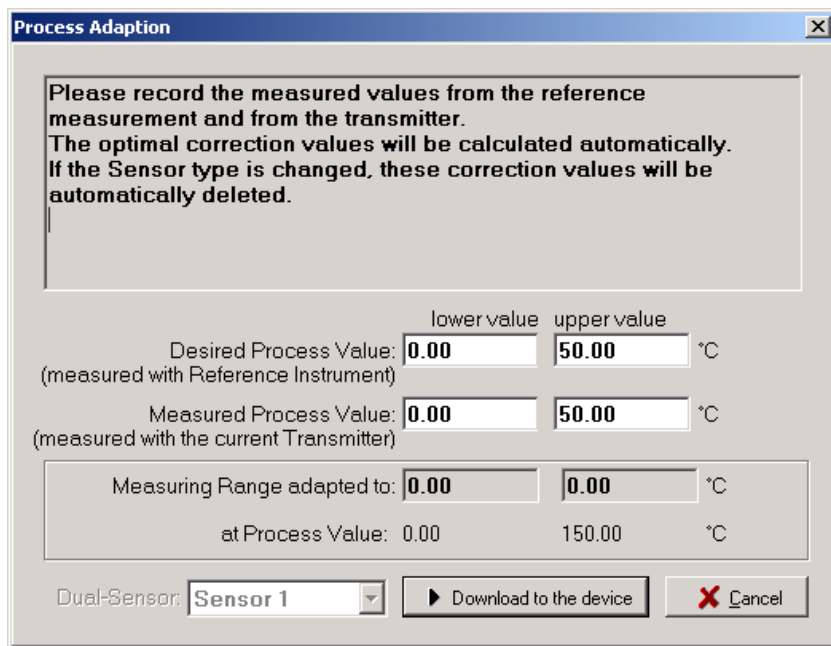 Process Adaption
Please record the measured values from the reference
measurement and from the transmitter.
The optimal correction values will be calculated automatically.
If the Sensor type is changed, these correction values will be
automatically deleted.
lower value upper value
Desired Process Value: 0.00 50.00 °C
(measured with Reference Instrument)
Measured Process Value: 0.00 50.00 °C
(measured with the current Transmitter)
Measuring Range adapted to: 0.00 0.00 °C
at Process Value: 0.00 150.00 °C
Dual-Sensor: Sensor 1 Download to the device Cancel